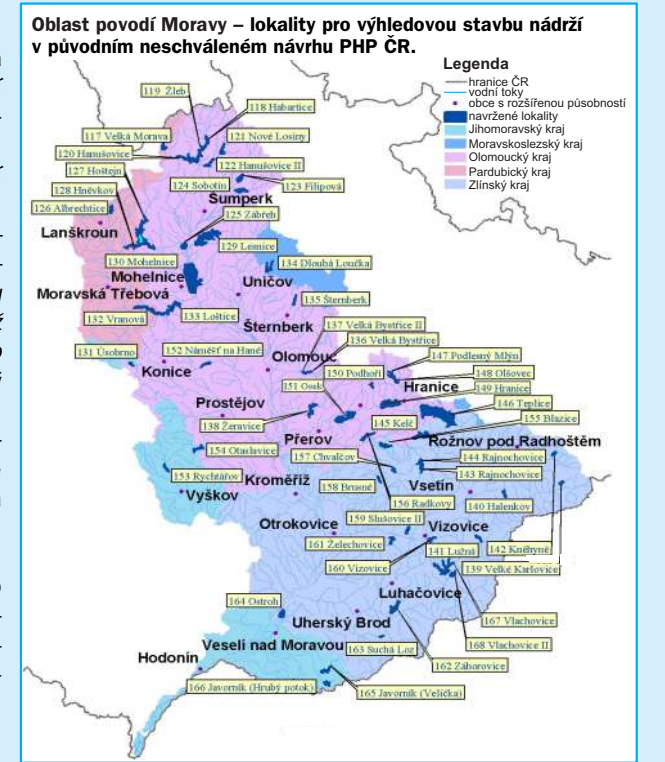 Oblast povodí Moravy – lokality pro výhledovou stavbu nádrží
v původním neschváleném návrhu PHP ČR.
Legenda
hranice ČR
vodní toky
obce s rozšířenou působností
navržené lokality
Jihomoravský kraj
Moravskoslezský kraj
Olomoucký kraj
Pardubický kraj
Zlínský kraj
119 Žleb
118 Habartice
117 Velká Morava
121 Nové Losiny
120 Hanušovice
122 Hanušovice II
127 Hoštejn
124 Sobotín
123 Filipová
128 Hněvkov
Šumperk
126 Albrechtice
125 Zábřeh
Lanškroun
129 Lesnice
130 Mohelnice
134 Dlouhá Loučka
Mohelnice
Uničov
Moravská Třebová
135 Šternberk
132 Vranová
133 Loštice
Šternberk
137 Velká Bystřice II
136 Velká Bystřice
131 Úsobrno
152 Náměšť na Hané
Olomouc
147 Podlesný Mlýn
Konice
150 Podhoří
148 Olšovec
151 Osek
Hranice
149 Hranice
Prostějov
146 Teplice
138 Žeravice
145 Kelč
155 Blazice
Přerov
Rožnov pod Radhoštěm
154 Otaslavice
157 Chvalčov
144 Rajnochovice
153 Rychtářov
Kroměříž
143 Rajnochovice
158 Brusné
Vsetín
Vyškov
156 Radkovy
140 Halenkov
Otrokovice
159 Slušovice II
Vizovice
161 Želechovice
141 Lužná
142 Kněhyně
160 Vizovice
139 Velké Karlovice
Luhačovice
164 Ostroh
167 Vlachovice
Uherský Brod
168 Vlachovice II
Veselí nad Moravou
163 Suchá Loz
162 Záhorovice
Hodonín
166 Javorník (Hrubý potok)
165 Javorník (Velička)